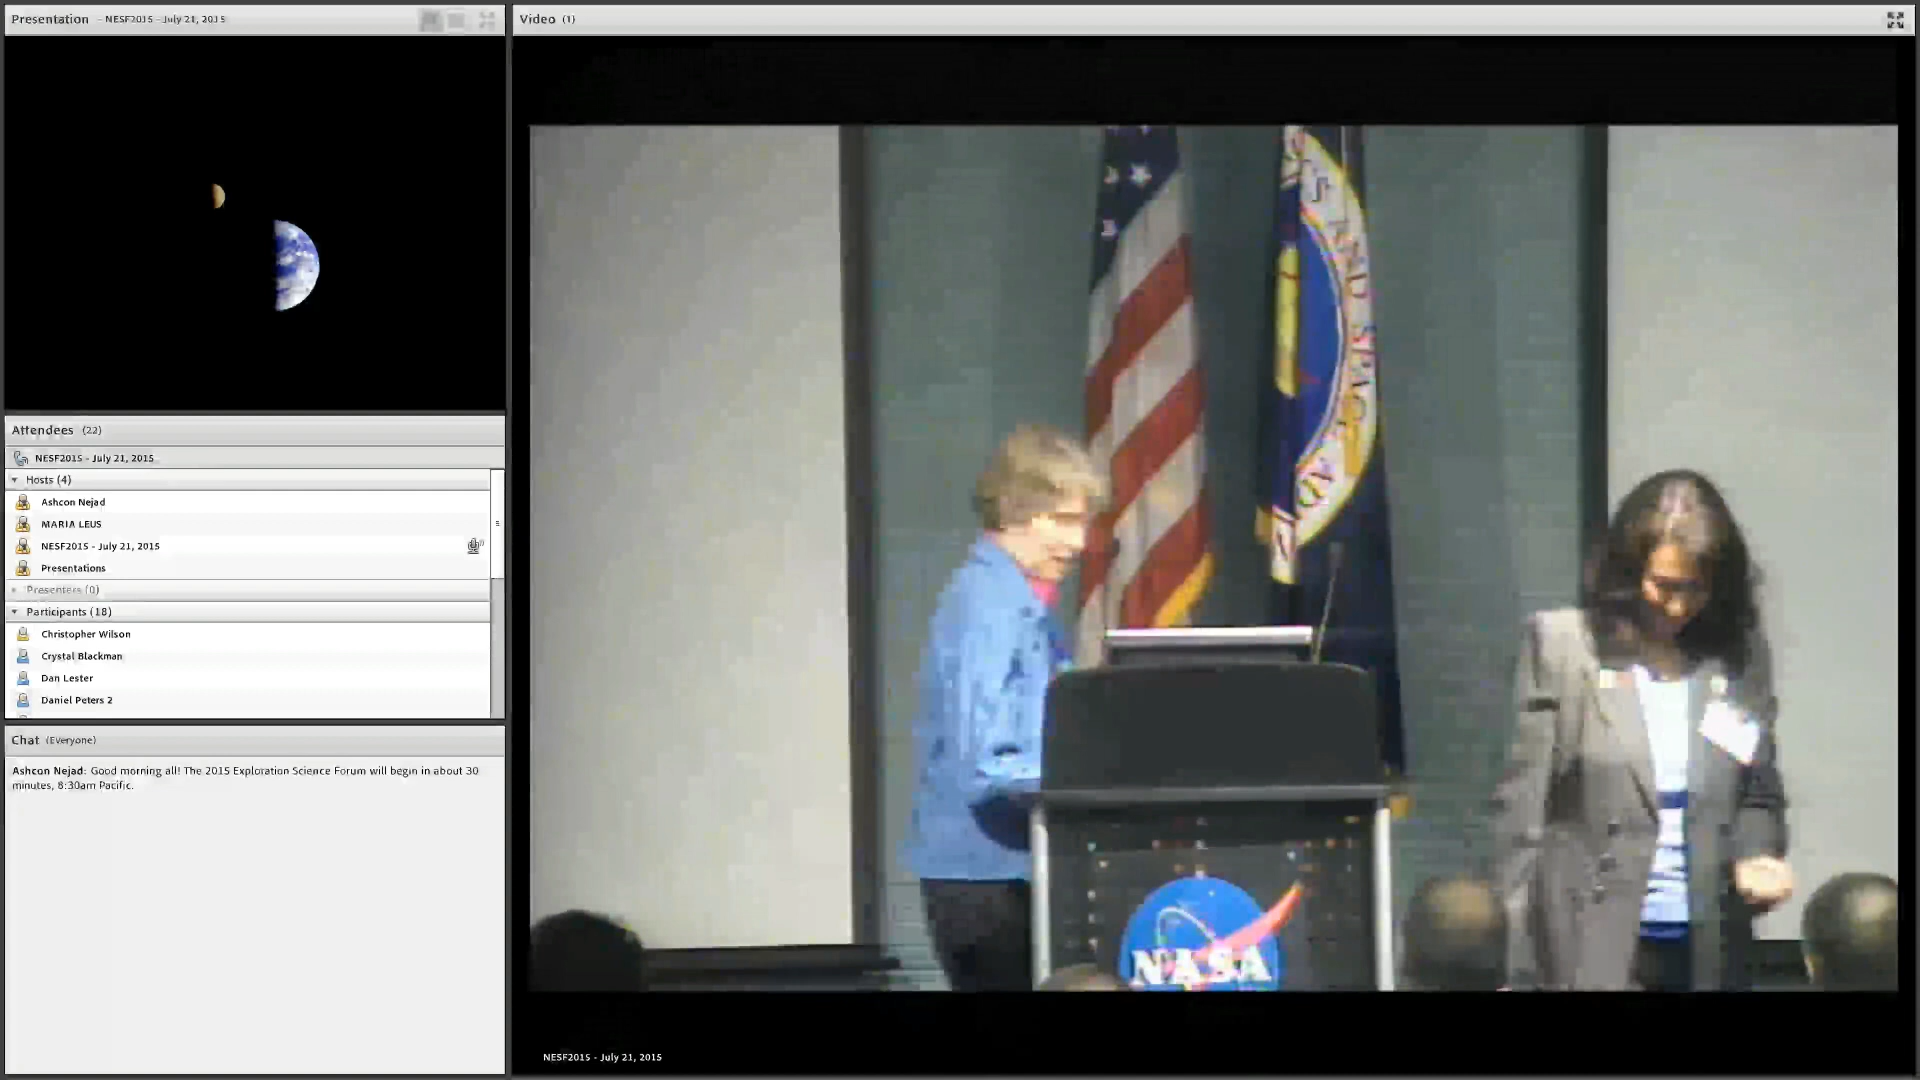 Presentation - NESF2015 - July 21, 2015
Attendees (22)
NESF2015 - July 21, 2015
Hosts (4)
Ashcon Nejad
MARIA LEUS
NESF2015 - July 21, 2015
Presentations
Presenters (0)
Participants (18)
Christopher Wilson
Crystal Blackman
Dan Lester
Daniel Peters 2
Chat (Everyone)
Ashcon Nejad: Good morning all! The 2015 Exploration Science Forum will begin in about 30
minutes, 8:30am Pacific.
Video (1)
AND SPAC
NASA
NESF2015 - July 21, 2015